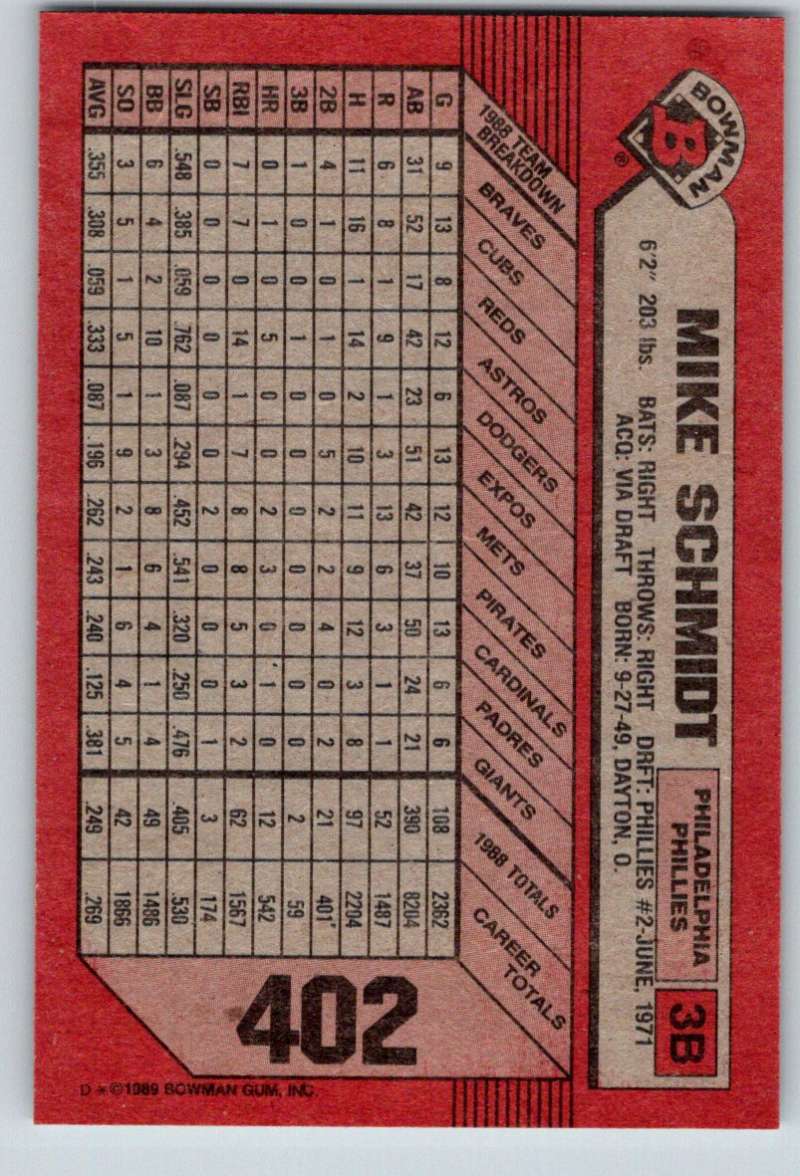 BOWMAN
B ®
MIKE SCHMIDT
PHILADELPHIA
PHILLIES
3B
6'2" 203 lbs. BATS: RIGHT THROWS: RIGHT DRFT: PHILLIES #2-JUNE, 1971
ACQ: VIA DRAFT BORN: 9-27-49, DAYTON, O.
1988 TEAM
BREAKDOWN
BRAVES
CUBS
REDS
ASTROS
DODGERS
EXPOS
METS
PIRATES
CARDINALS
PADRES
GIANTS
1988 TOTALS
CAREER
TOTALS
G 9 13 8 12 6 13 12 10 13 6 6 108 2362
AB 31 52 17 42 23 51 42 37 50 24 21 390 8204
R 6 8 1 9 1 3 13 6 3 1 1 52 1487
H 11 16 1 14 2 10 11 9 12 3 8 97 2204
2B 4 1 0 1 0 5 2 2 4 0 2 21 401
3B 1 0 0 1 0 0 0 0 0 0 0 2 59
HR 0 1 0 5 0 0 2 3 0 1 0 12 542
RBI 7 7 0 14 1 7 8 8 5 3 2 62 1567
SB 0 0 0 0 0 0 2 0 0 0 1 3 174
SLG .548 .385 .059 .762 .087 .294 .452 .541 .320 .250 .476 .405 .530
BB 6 4 2 10 1 3 8 6 4 1 4 49 1486
SO 3 5 1 5 1 9 2 1 6 4 5 42 1866
AVG .355 .308 .059 .333 .087 .196 .262 .243 .240 .125 .381 .249 .269
402
D * ©1989 BOWMAN GUM, INC.